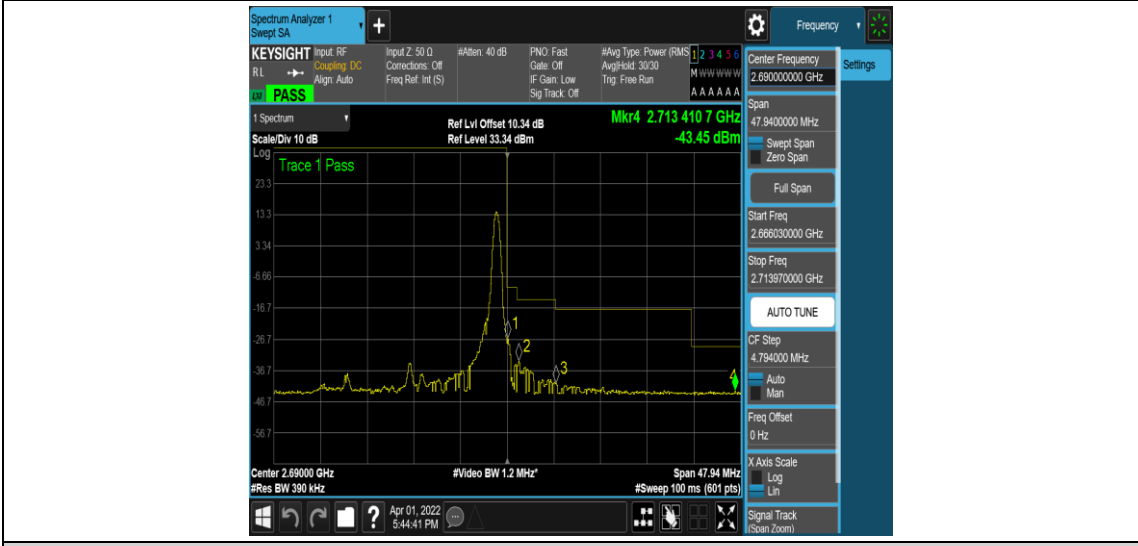 Spectrum Analyzer 1
Swept SA
+
Frequency
KEYSIGHT
RL
PASS
Input: RF
Coupling: DC
Align: Auto
Input Z: 50 Ω
Corrections: Off
Freq Ref: Int (S)
#Atten: 40 dB
PNO: Fast
Gate: Off
IF Gain: Low
Sig Track: Off
#Avg Type: Power (RMS
Avg|Hold: 30/30
Trig: Free Run
1 2 3 4 5 6
M W W W W W
A A A A A A
1 Spectrum
Scale/Div 10 dB
Ref Lvl Offset 10.34 dB
Ref Level 33.34 dBm
Mkr4 2.713 410 7 GHz
-43.45 dBm
Log
Trace 1 Pass
23.3
13.3
3.34
-6.66
-16.7
-26.7
-36.7
-46.7
-56.7
1
2
3
4
Center 2.69000 GHz
#Res BW 390 kHz
#Video BW 1.2 MHz*
Span 47.94 MHz
#Sweep 100 ms (601 pts)
?
Apr 01, 2022
5:44:41 PM
Center Frequency
2.690000000 GHz
Settings
Span
47.9400000 MHz
Swept Span
Zero Span
Full Span
Start Freq
2.666030000 GHz
Stop Freq
2.713970000 GHz
AUTO TUNE
CF Step
4.794000 MHz
Auto
Man
Freq Offset
0 Hz
X Axis Scale
Log
Lin
Signal Track
(Span Zoom)